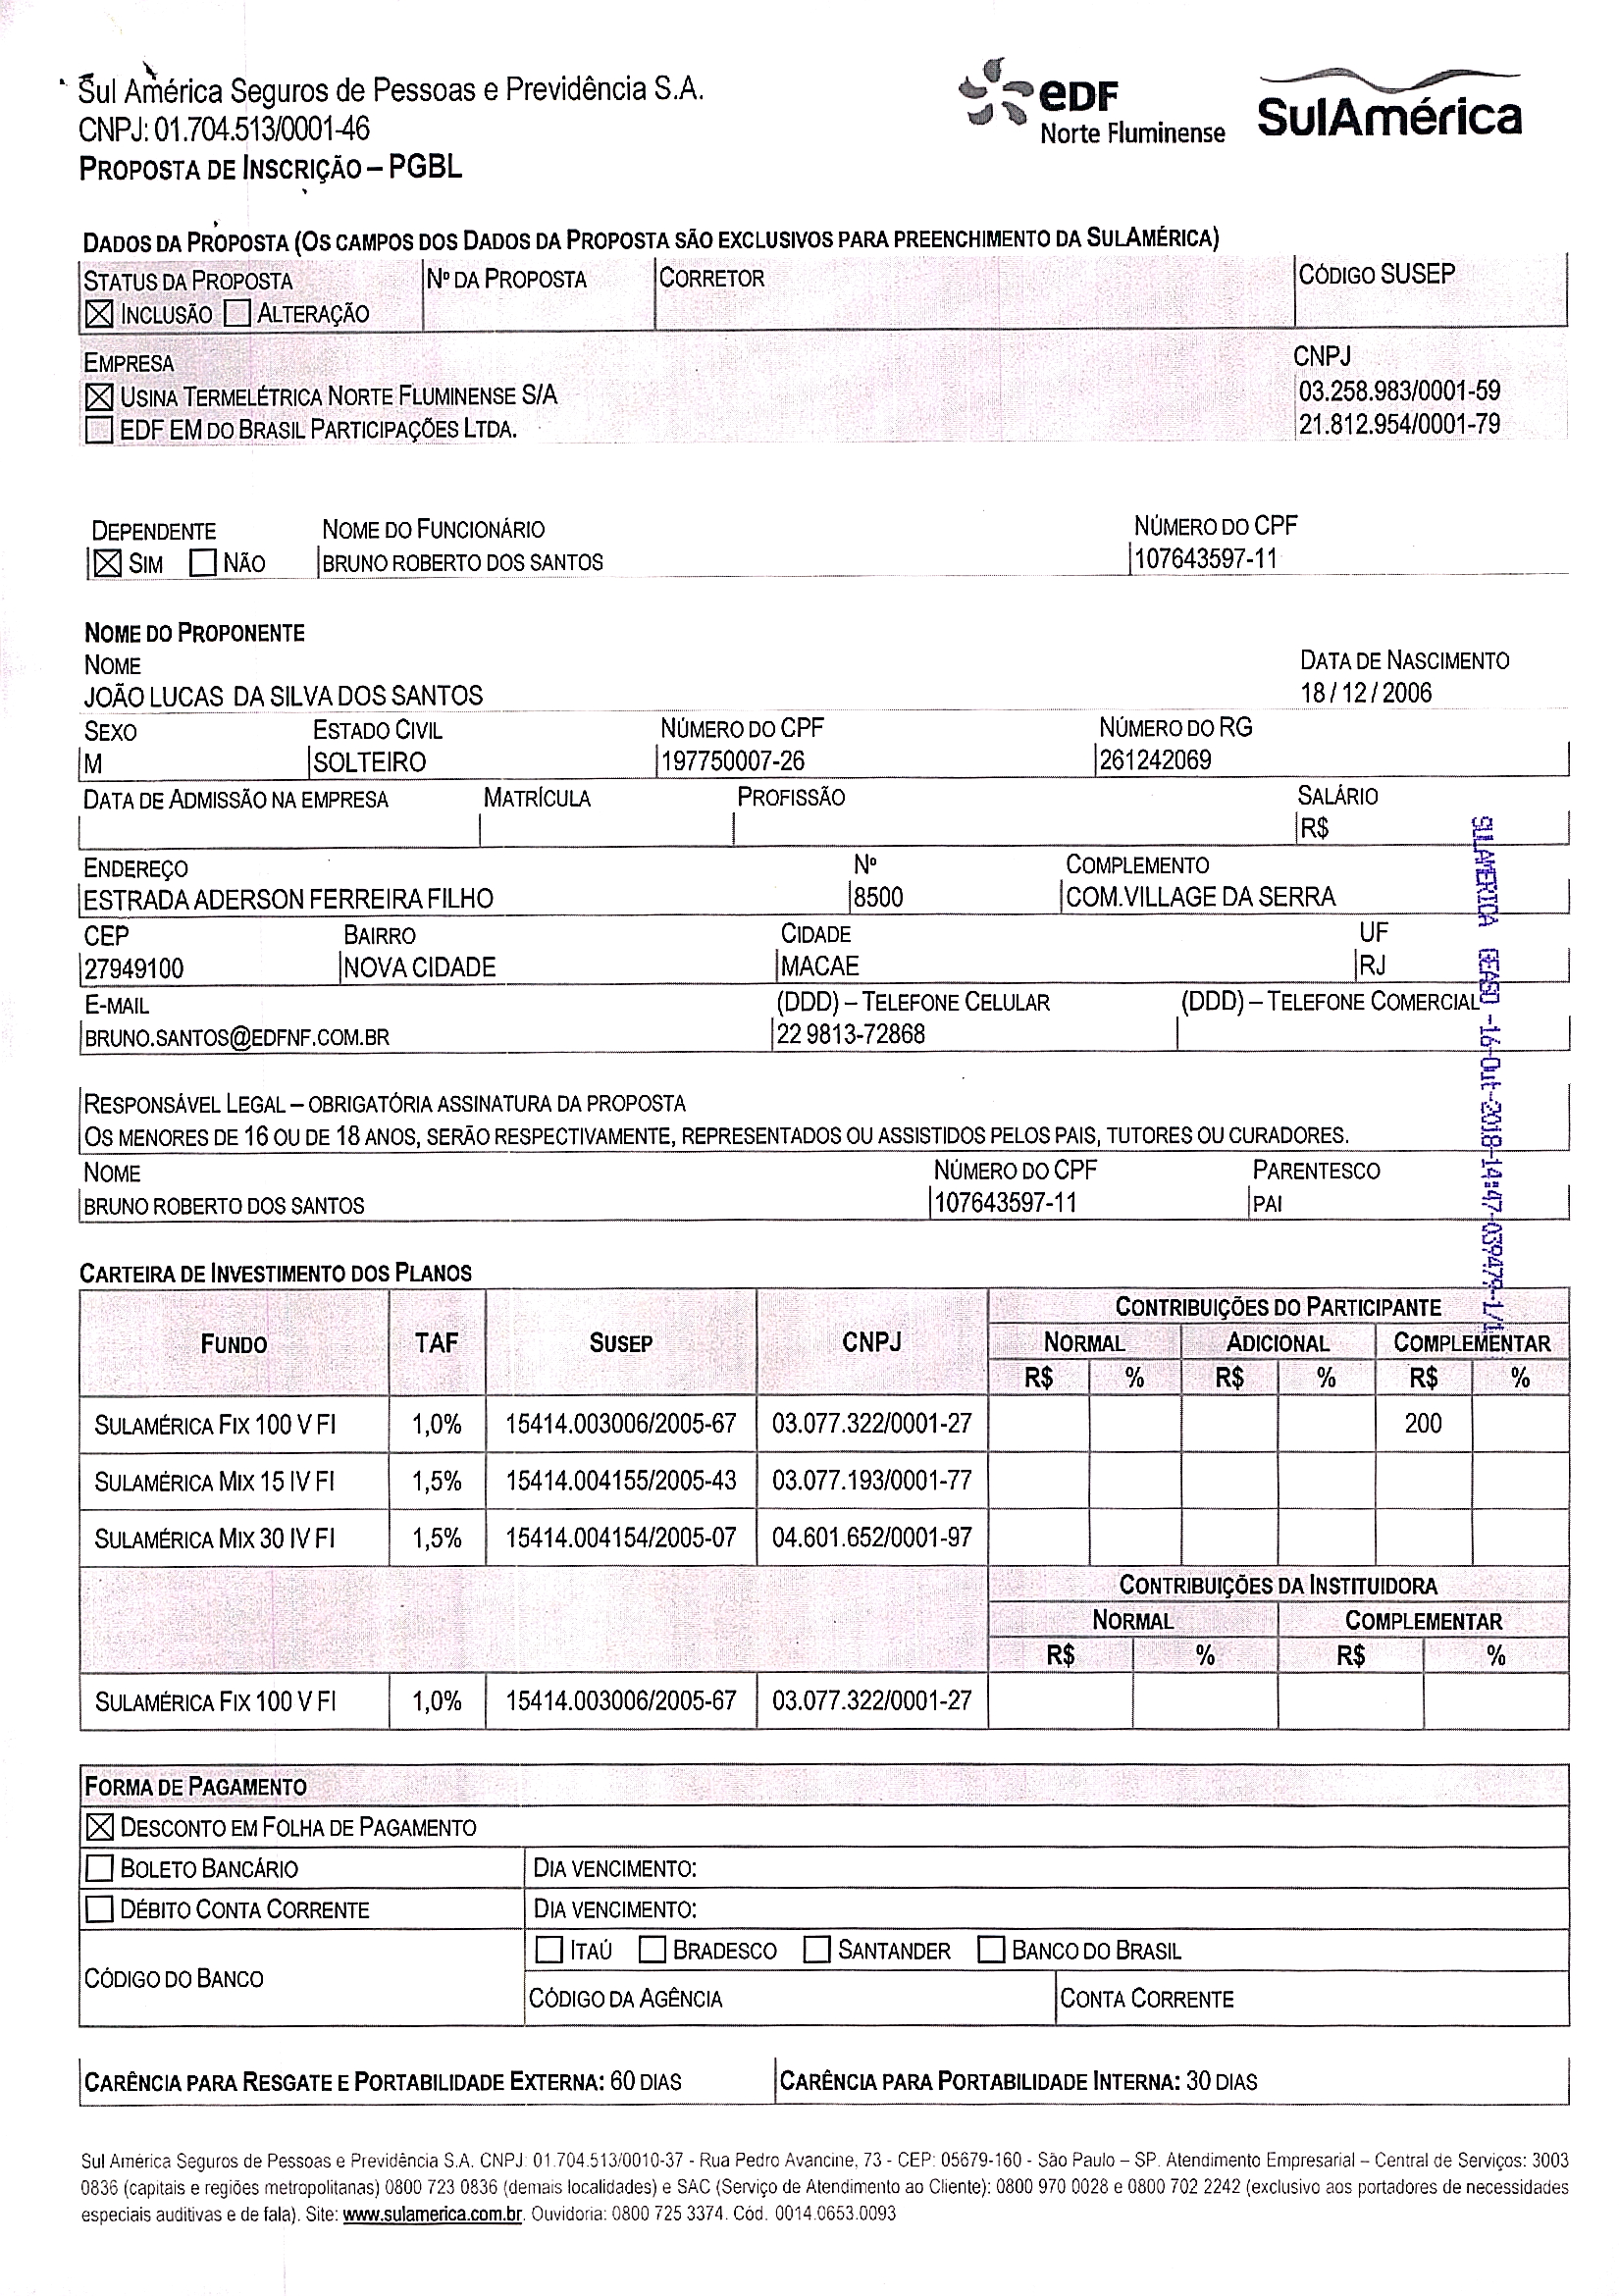 Sul América Seguros de Pessoas e Previdência S.A.
CNPJ: 01.704.513/0001-46
PROPOSTA DE INSCRIÇÃO – PGBL
eDF
Norte Fluminense
SulAmérica
DADOS DA PROPOSTA (OS CAMPOS DOS DADOS DA PROPOSTA SÃO EXCLUSIVOS PARA PREENCHIMENTO DA SULAMÉRICA)
STATUS DA PROPOSTA Nº DA PROPOSTA CORRETOR CÓDIGO SUSEP
☒ INCLUSÃO ☐ ALTERAÇÃO
EMPRESA CNPJ
☒ USINA TERMELÉTRICA NORTE FLUMINENSE S/A 03.258.983/0001-59
☐ EDF EM DO BRASIL PARTICIPAÇÕES LTDA. 21.812.954/0001-79
DEPENDENTE NOME DO FUNCIONÁRIO NÚMERO DO CPF
☒ SIM ☐ NÃO BRUNO ROBERTO DOS SANTOS 107643597-11
NOME DO PROPONENTE
NOME DATA DE NASCIMENTO
JOÃO LUCAS DA SILVA DOS SANTOS 18 / 12 / 2006
SEXO ESTADO CIVIL NÚMERO DO CPF NÚMERO DO RG
M SOLTEIRO 197750007-26 261242069
DATA DE ADMISSÃO NA EMPRESA MATRÍCULA PROFISSÃO SALÁRIO
R$
ENDEREÇO Nº COMPLEMENTO
ESTRADA ADERSON FERREIRA FILHO 8500 COM.VILLAGE DA SERRA
CEP BAIRRO CIDADE UF
27949100 NOVA CIDADE MACAE RJ
E-MAIL (DDD) – TELEFONE CELULAR (DDD) – TELEFONE COMERCIAL
BRUNO.SANTOS@EDFNF.COM.BR 22 9813-72868
RESPONSÁVEL LEGAL – OBRIGATÓRIA ASSINATURA DA PROPOSTA
OS MENORES DE 16 OU DE 18 ANOS, SERÃO RESPECTIVAMENTE, REPRESENTADOS OU ASSISTIDOS PELOS PAIS, TUTORES OU CURADORES.
NOME NÚMERO DO CPF PARENTESCO
BRUNO ROBERTO DOS SANTOS 107643597-11 PAI
SULAMERICA GEASO -16-Out-2018-14:47-039479-1/1
CARTEIRA DE INVESTIMENTO DOS PLANOS
FUNDO TAF SUSEP CNPJ CONTRIBUIÇÕES DO PARTICIPANTE
NORMAL ADICIONAL COMPLEMENTAR
R$ % R$ % R$ %
SULAMÉRICA FIX 100 V FI 1,0% 15414.003006/2005-67 03.077.322/0001-27 200
SULAMÉRICA MIX 15 IV FI 1,5% 15414.004155/2005-43 03.077.193/0001-77
SULAMÉRICA MIX 30 IV FI 1,5% 15414.004154/2005-07 04.601.652/0001-97
CONTRIBUIÇÕES DA INSTITUIDORA
NORMAL COMPLEMENTAR
R$ % R$ %
SULAMÉRICA FIX 100 V FI 1,0% 15414.003006/2005-67 03.077.322/0001-27
FORMA DE PAGAMENTO
☒ DESCONTO EM FOLHA DE PAGAMENTO
☐ BOLETO BANCÁRIO DIA VENCIMENTO:
☐ DÉBITO CONTA CORRENTE DIA VENCIMENTO:
CÓDIGO DO BANCO ☐ ITAÚ ☐ BRADESCO ☐ SANTANDER ☐ BANCO DO BRASIL
CÓDIGO DA AGÊNCIA CONTA CORRENTE
CARÊNCIA PARA RESGATE E PORTABILIDADE EXTERNA: 60 DIAS CARÊNCIA PARA PORTABILIDADE INTERNA: 30 DIAS
Sul América Seguros de Pessoas e Previdência S.A. CNPJ: 01.704.513/0010-37 - Rua Pedro Avancine, 73 - CEP: 05679-160 - São Paulo – SP. Atendimento Empresarial – Central de Serviços: 3003
0836 (capitais e regiões metropolitanas) 0800 723 0836 (demais localidades) e SAC (Serviço de Atendimento ao Cliente): 0800 970 0028 e 0800 702 2242 (exclusivo aos portadores de necessidades
especiais auditivas e de fala). Site: www.sulamerica.com.br. Ouvidoria: 0800 725 3374. Cód. 0014.0653.0093